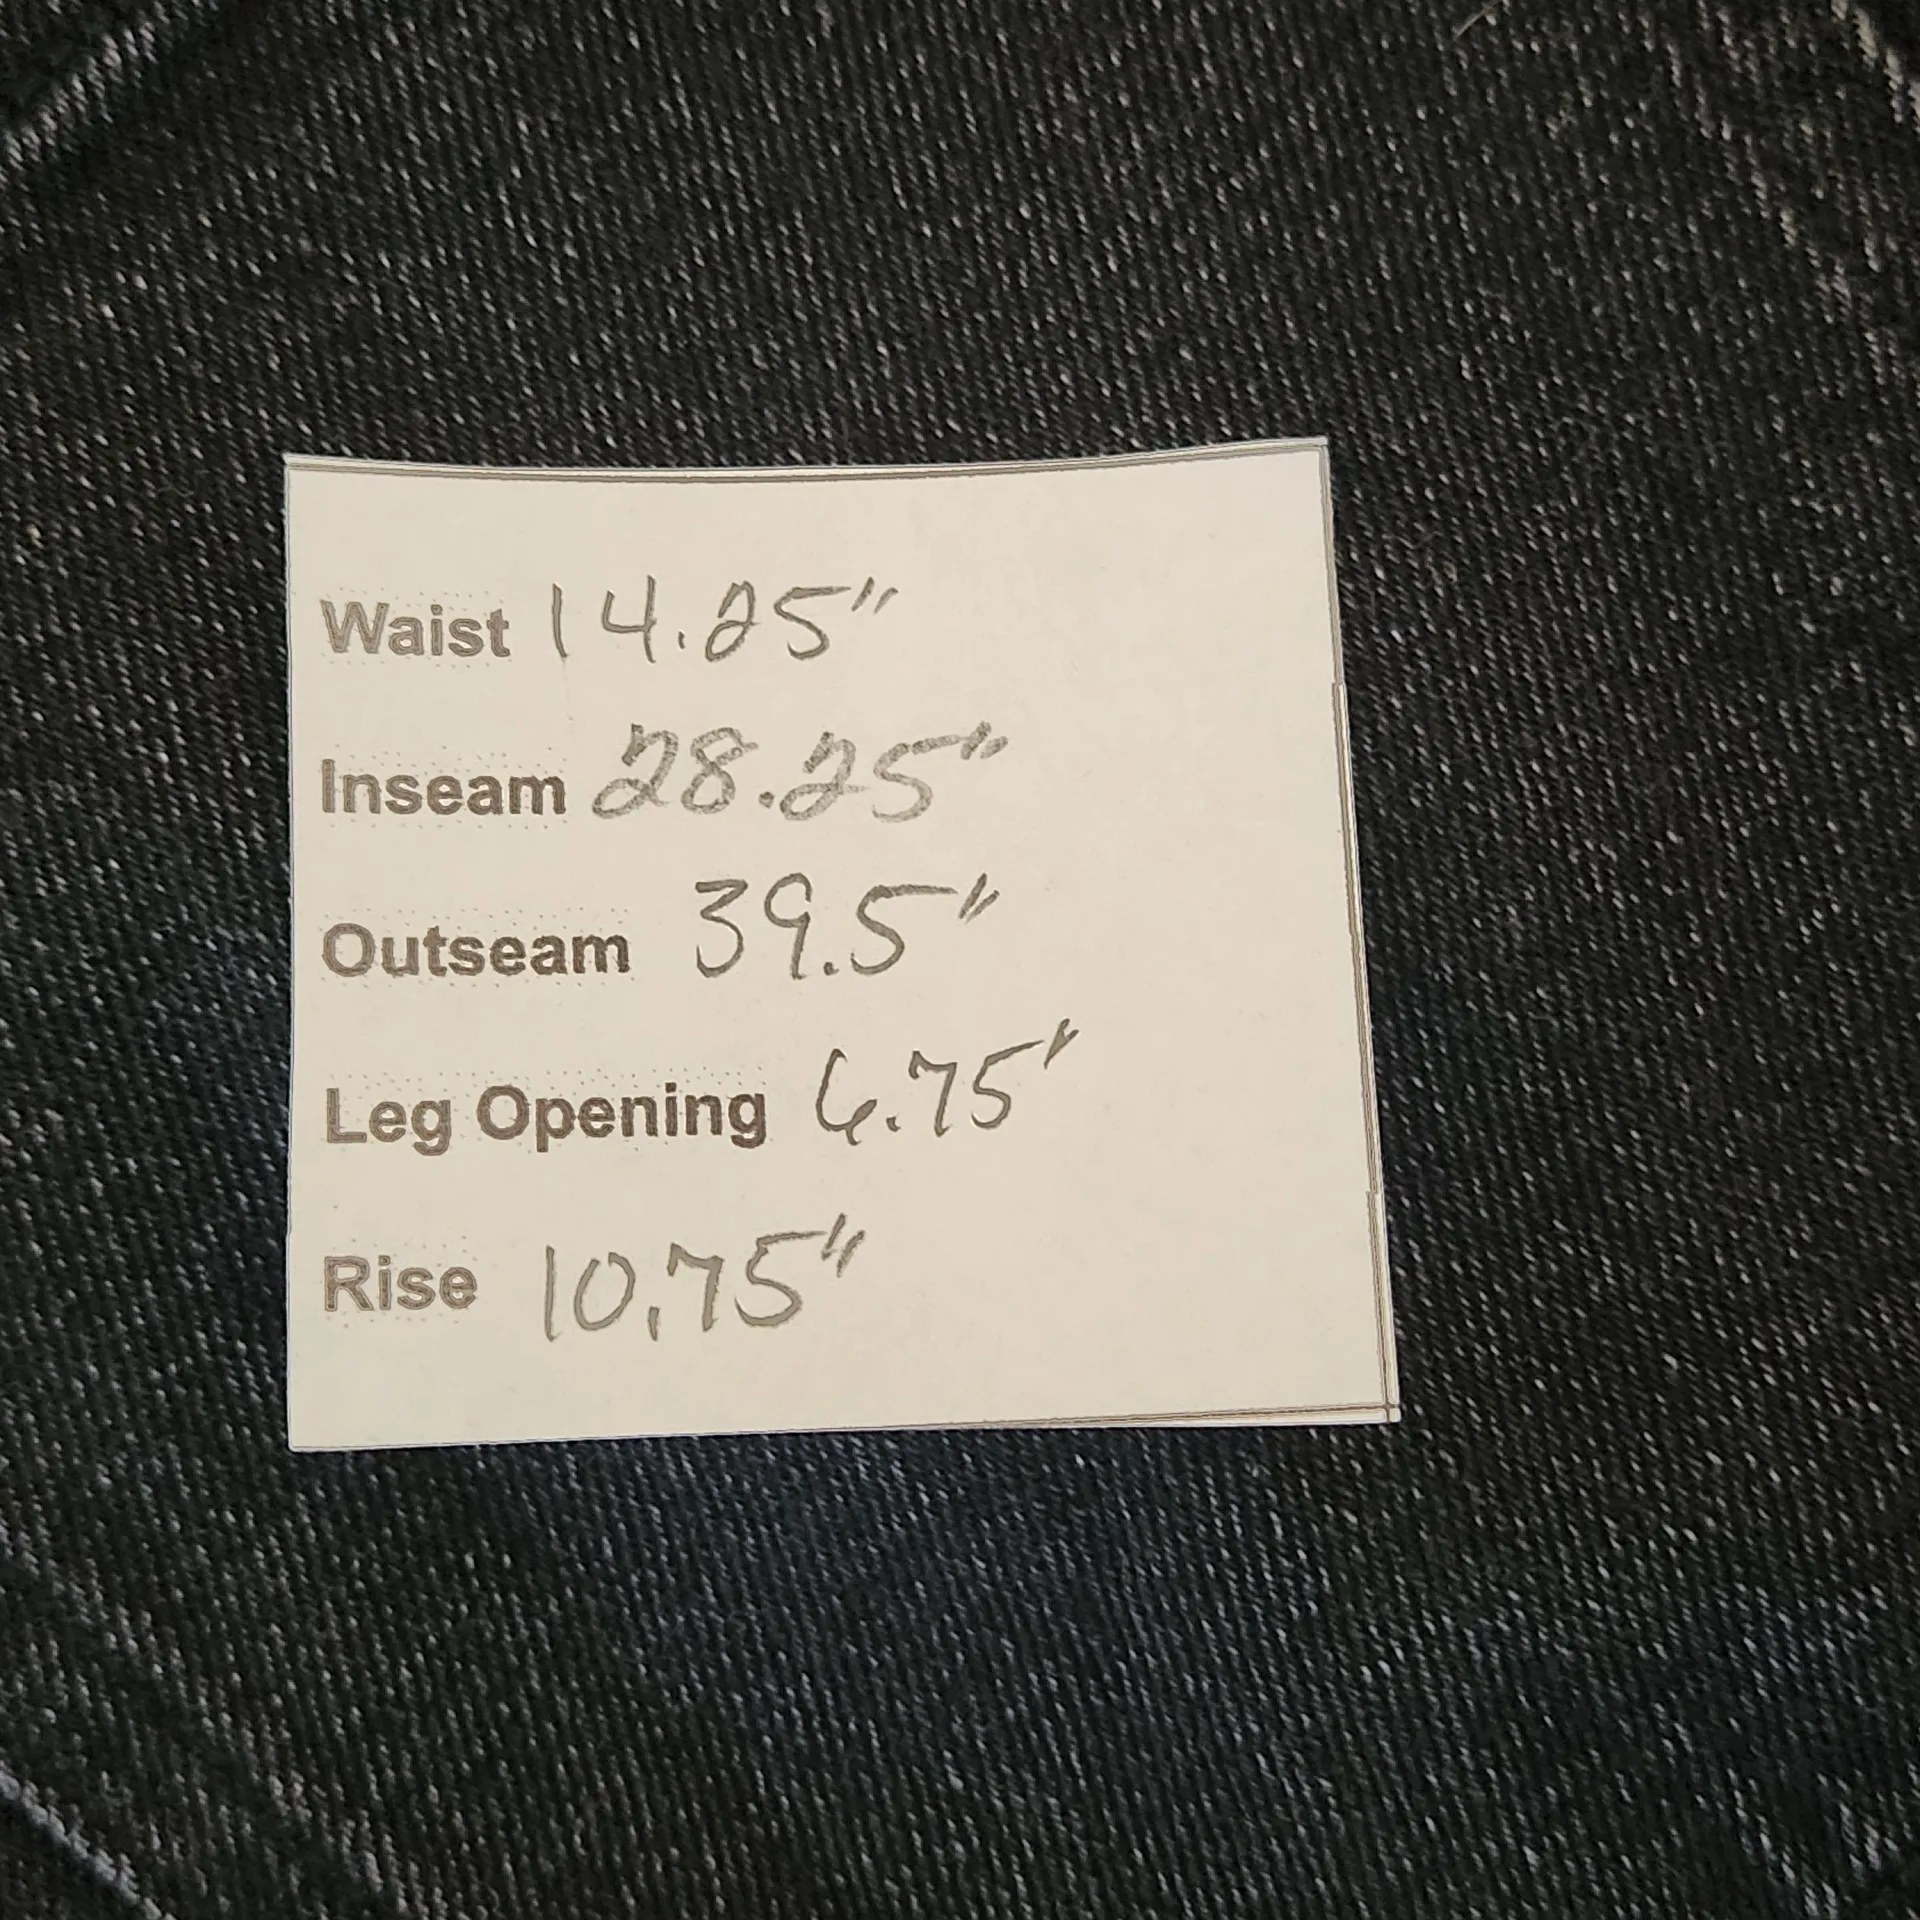 Waist 14.25"
Inseam 28.25"
Outseam 39.5"
Leg Opening 6.75"
Rise 10.75"